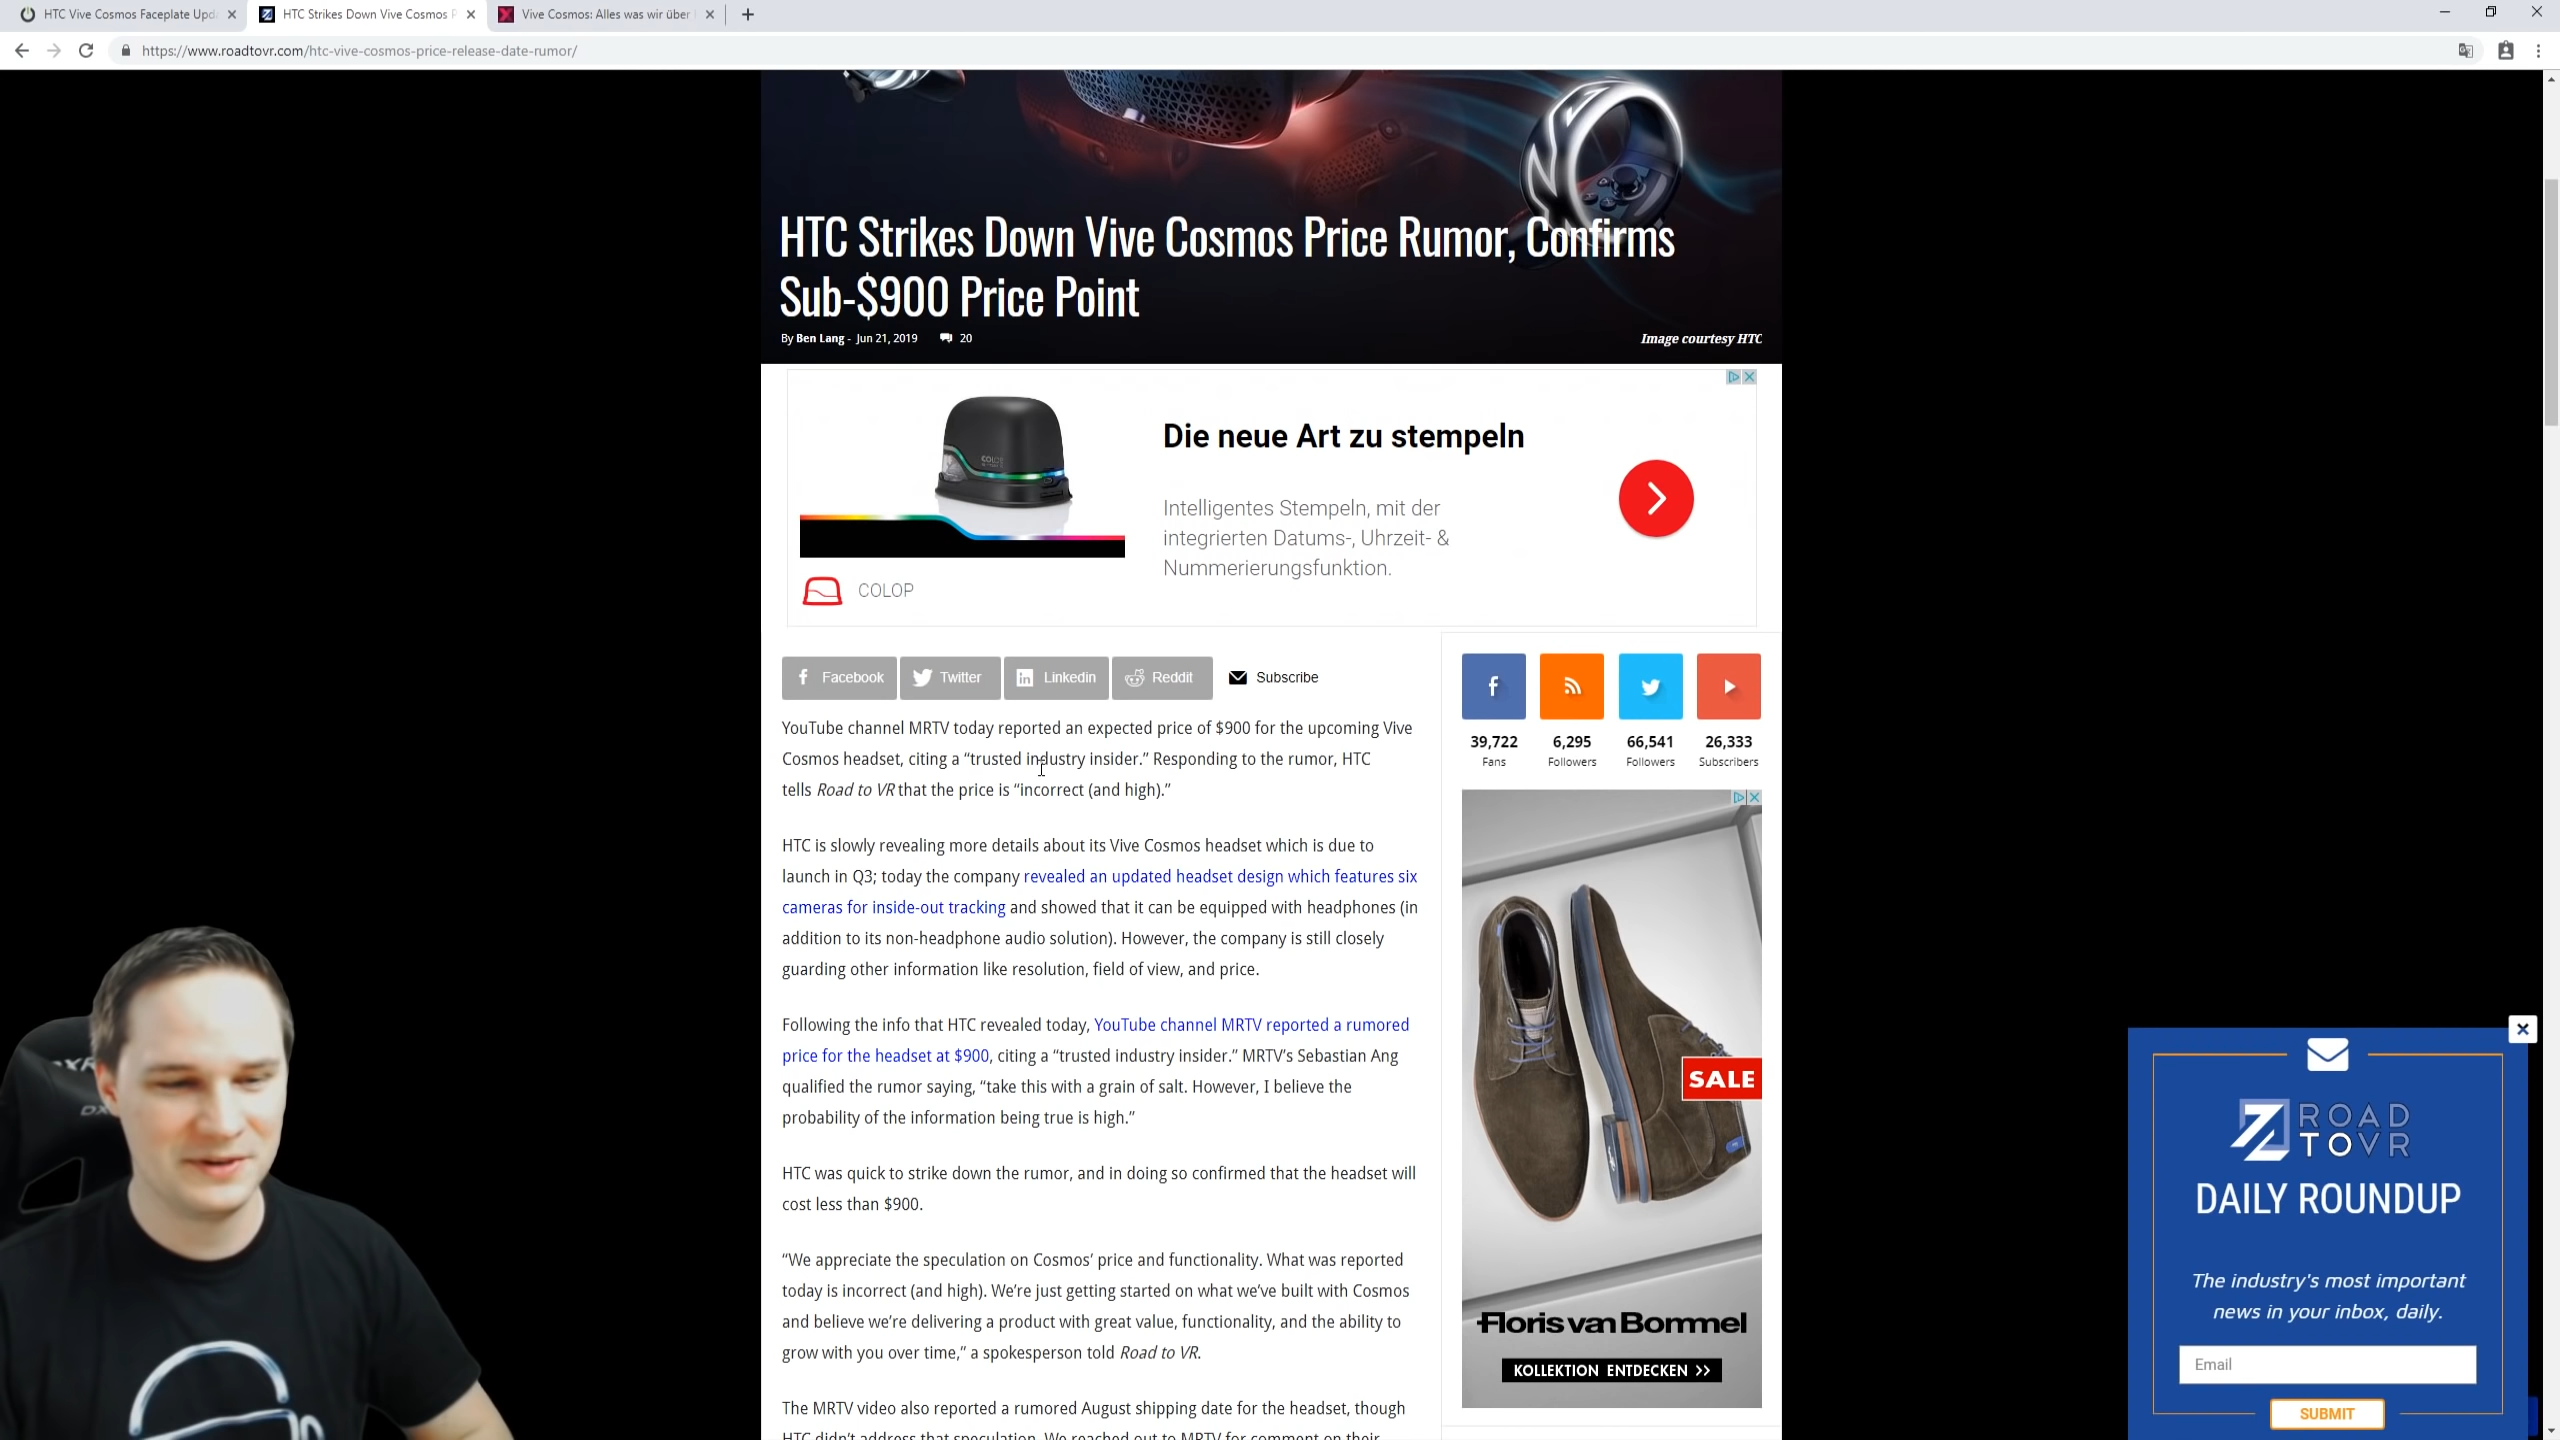 HTC Vive Cosmos Faceplate Upd
HTC Strikes Down Vive Cosmos P
Vive Cosmos: Alles was wir über
https://www.roadtovr.com/htc-vive-cosmos-price-release-date-rumor/
HTC Strikes Down Vive Cosmos Price Rumor, Confirms
Sub-$900 Price Point
By Ben Lang - Jun 21, 2019 20
Image courtesy HTC
Die neue Art zu stempeln
Intelligentes Stempeln, mit der
integrierten Datums-, Uhrzeit- &
Nummerierungsfunktion.
COLOP
Facebook Twitter Linkedin Reddit Subscribe
39,722 6,295 66,541 26,333
Fans Followers Followers Subscribers
YouTube channel MRTV today reported an expected price of $900 for the upcoming Vive
Cosmos headset, citing a “trusted industry insider.” Responding to the rumor, HTC
tells Road to VR that the price is “incorrect (and high).”
HTC is slowly revealing more details about its Vive Cosmos headset which is due to
launch in Q3; today the company revealed an updated headset design which features six
cameras for inside-out tracking and showed that it can be equipped with headphones (in
addition to its non-headphone audio solution). However, the company is still closely
guarding other information like resolution, field of view, and price.
Following the info that HTC revealed today, YouTube channel MRTV reported a rumored
price for the headset at $900, citing a “trusted industry insider.” MRTV’s Sebastian Ang
qualified the rumor saying, “take this with a grain of salt. However, I believe the
probability of the information being true is high.”
HTC was quick to strike down the rumor, and in doing so confirmed that the headset will
cost less than $900.
“We appreciate the speculation on Cosmos’ price and functionality. What was reported
today is incorrect (and high). We’re just getting started on what we’ve built with Cosmos
and believe we’re delivering a product with great value, functionality, and the ability to
grow with you over time,” a spokesperson told Road to VR.
The MRTV video also reported a rumored August shipping date for the headset, though
HTC didn’t address that speculation. We reached out to MRTV for comment on their
SALE
Floris van Bommel
KOLLEKTION ENTDECKEN >>
ROAD
TOVR
DAILY ROUNDUP
The industry's most important
news in your inbox, daily.
Email
SUBMIT